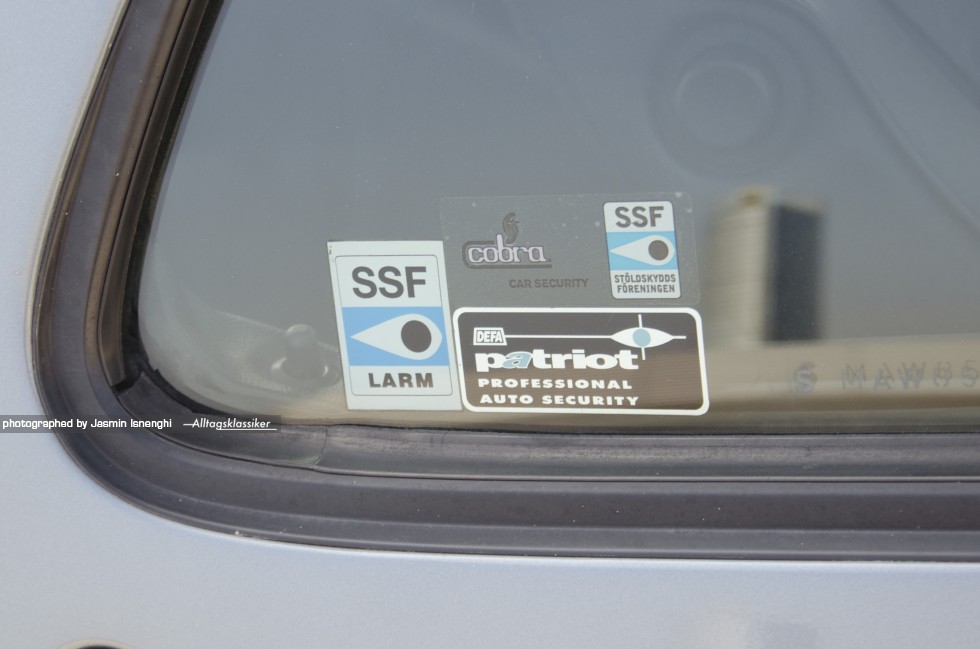 SSF
LARM
cobra
CAR SECURITY
SSF
STÖLDSKYDDS
FÖRENINGEN
DEFA
patriot
PROFESSIONAL
AUTO SECURITY
photographed by Jasmin Isnenghi —Alltagsklassiker